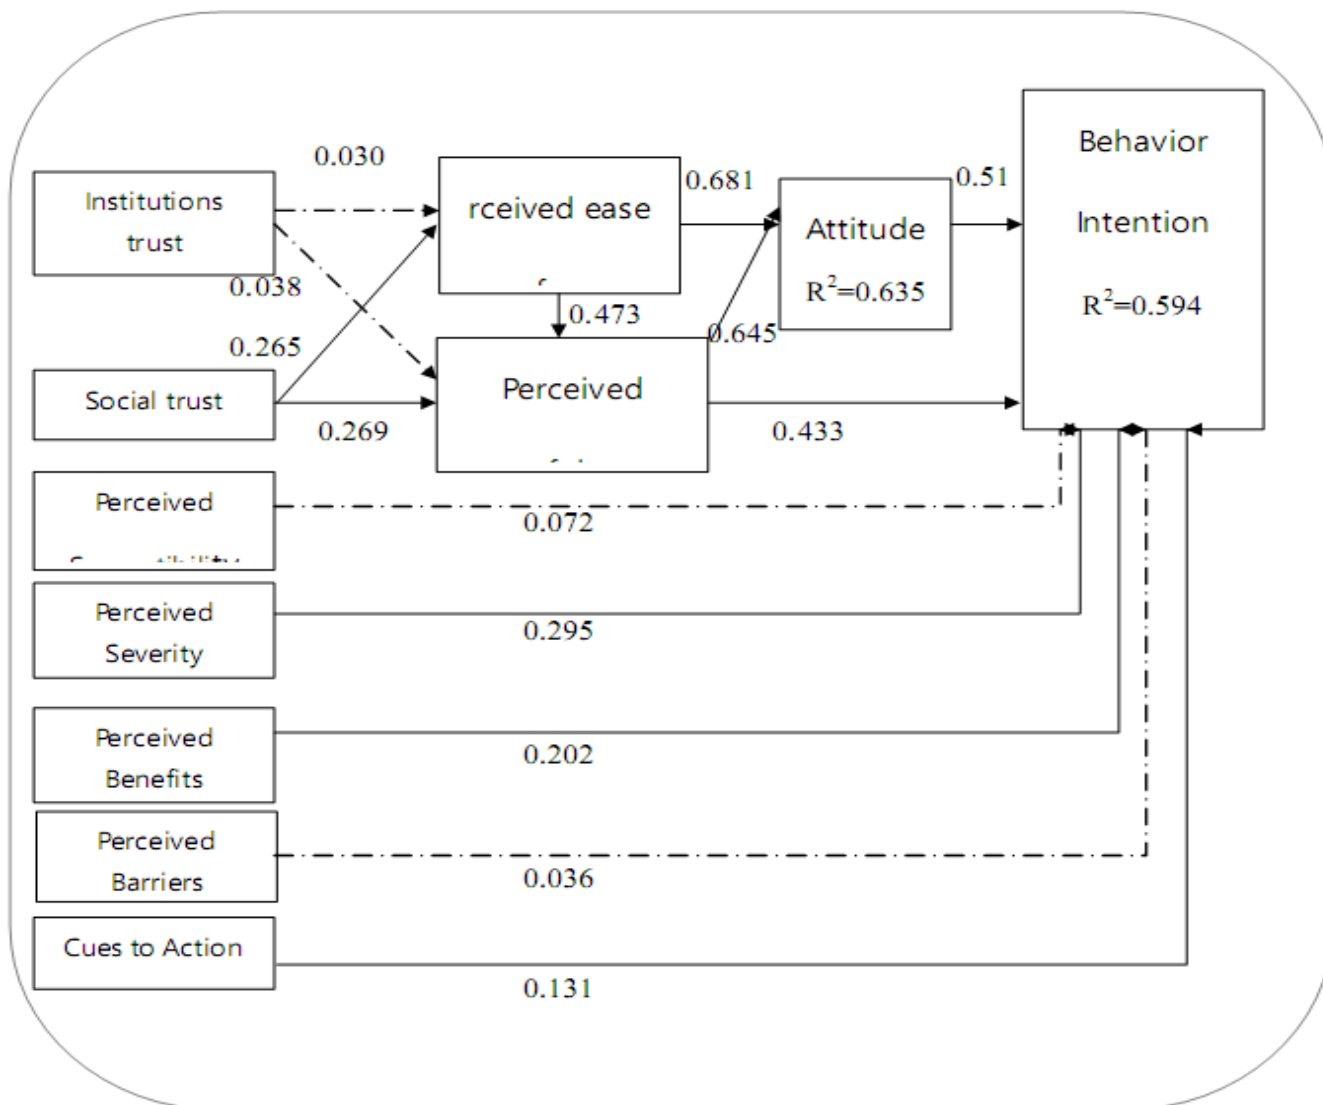 0.030
Institutions
trust
rceived ease
0.681
Attitude
R²=0.635
0.51
Behavior
Intention
R²=0.594
0.038
0.473
0.645
0.265
Social trust
0.269
Perceived
0.433
Perceived
0.072
Perceived
Severity
0.295
Perceived
Benefits
0.202
Perceived
Barriers
0.036
Cues to Action
0.131